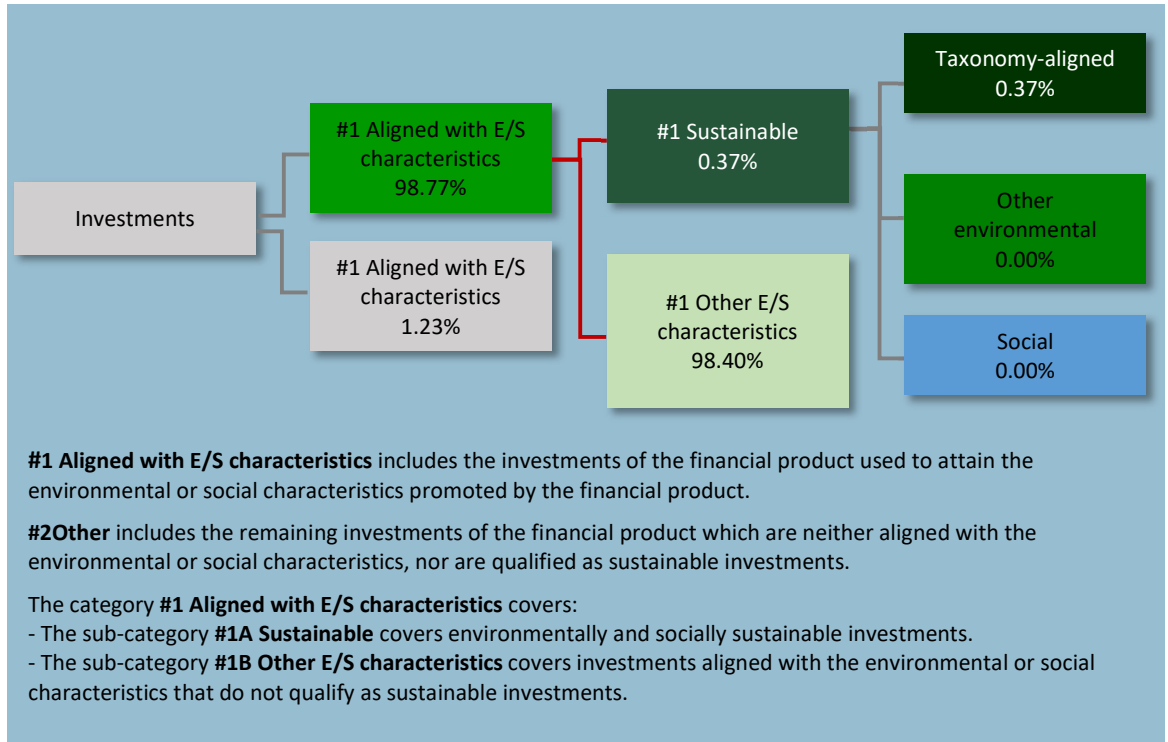 Investments
#1 Aligned with E/S
characteristics
98.77%
#1 Aligned with E/S
characteristics
1.23%
#1 Sustainable
0.37%
#1 Other E/S
characteristics
98.40%
Taxonomy-aligned
0.37%
Other
environmental
0.00%
Social
0.00%
#1 Aligned with E/S characteristics includes the investments of the financial product used to attain the
environmental or social characteristics promoted by the financial product.
#2Other includes the remaining investments of the financial product which are neither aligned with the
environmental or social characteristics, nor are qualified as sustainable investments.
The category #1 Aligned with E/S characteristics covers:
- The sub-category #1A Sustainable covers environmentally and socially sustainable investments.
- The sub-category #1B Other E/S characteristics covers investments aligned with the environmental or social
characteristics that do not qualify as sustainable investments.